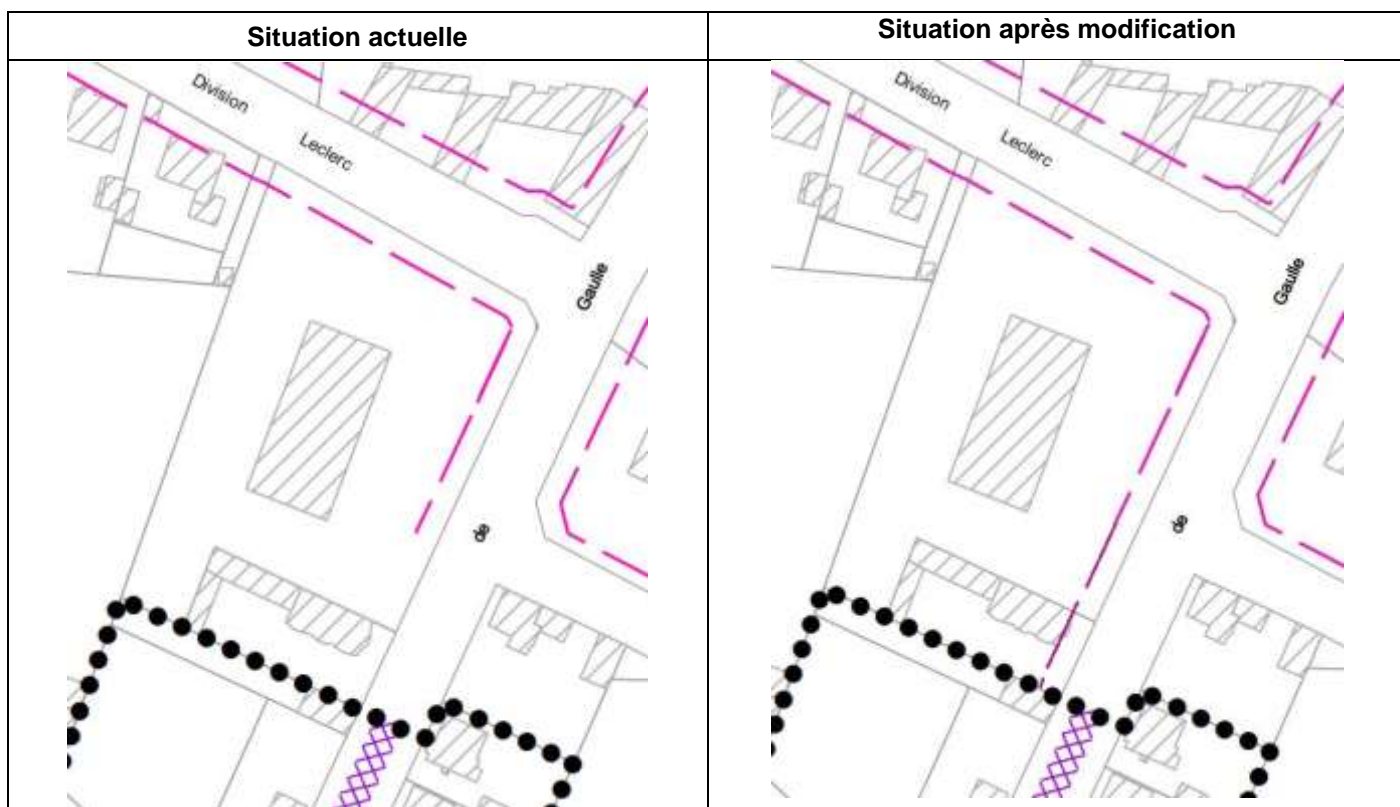 Situation actuelle
Situation après modification
Division
Leclerc
Gaulle
de
Division
Leclerc
Gaulle
de